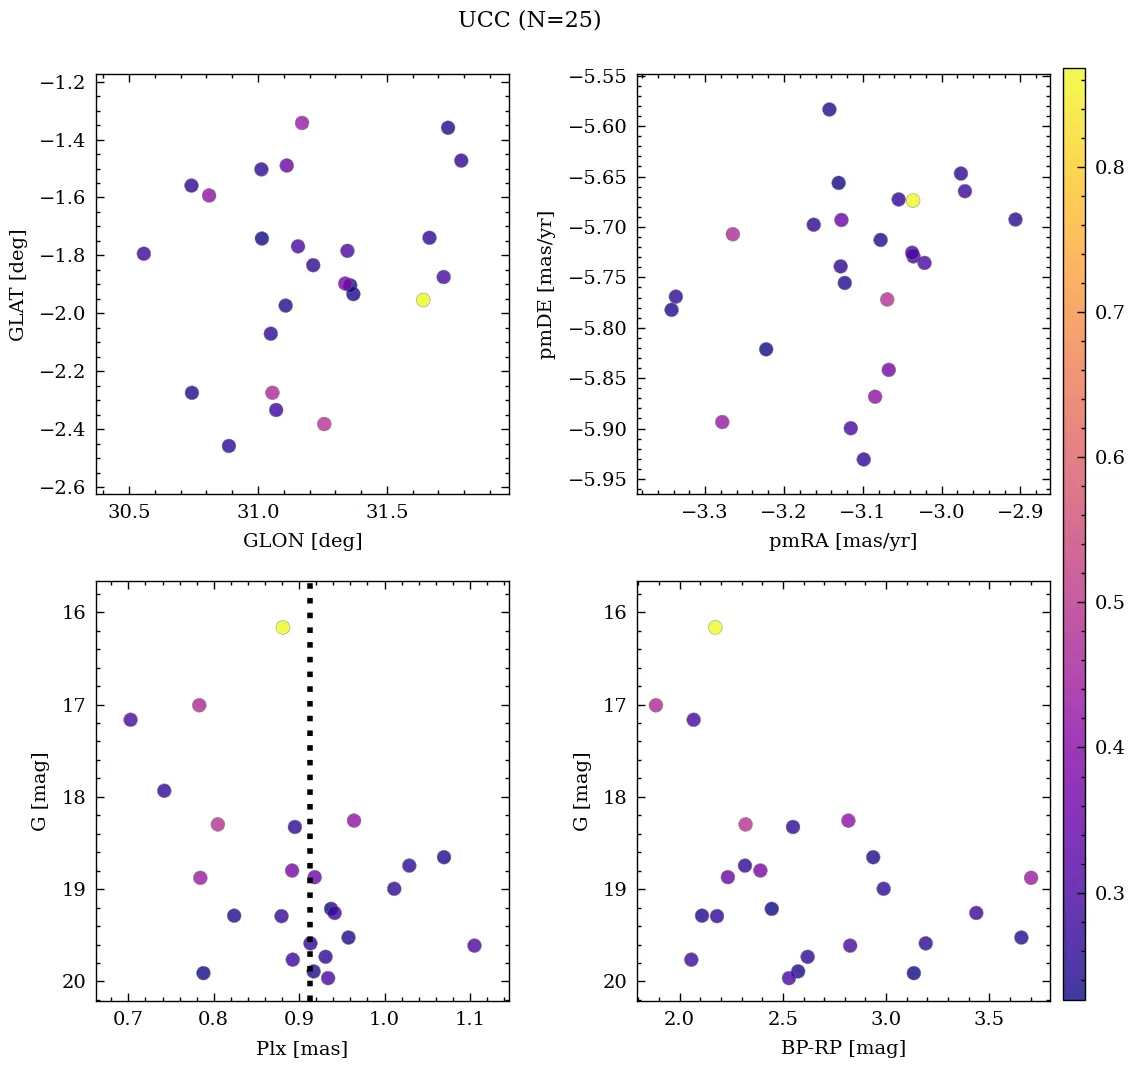 UCC (N=25)
−1.2
−1.4
−1.6
−1.8
−2.0
−2.2
−2.4
−2.6
GLAT [deg]
30.5 31.0 31.5
GLON [deg]
−5.55
−5.60
−5.65
−5.70
−5.75
−5.80
−5.85
−5.90
−5.95
pmDE [mas/yr]
−3.3 −3.2 −3.1 −3.0 −2.9
pmRA [mas/yr]
16
17
18
19
20
G [mag]
0.7 0.8 0.9 1.0 1.1
Plx [mas]
16
17
18
19
20
G [mag]
2.0 2.5 3.0 3.5
BP-RP [mag]
0.8
0.7
0.6
0.5
0.4
0.3